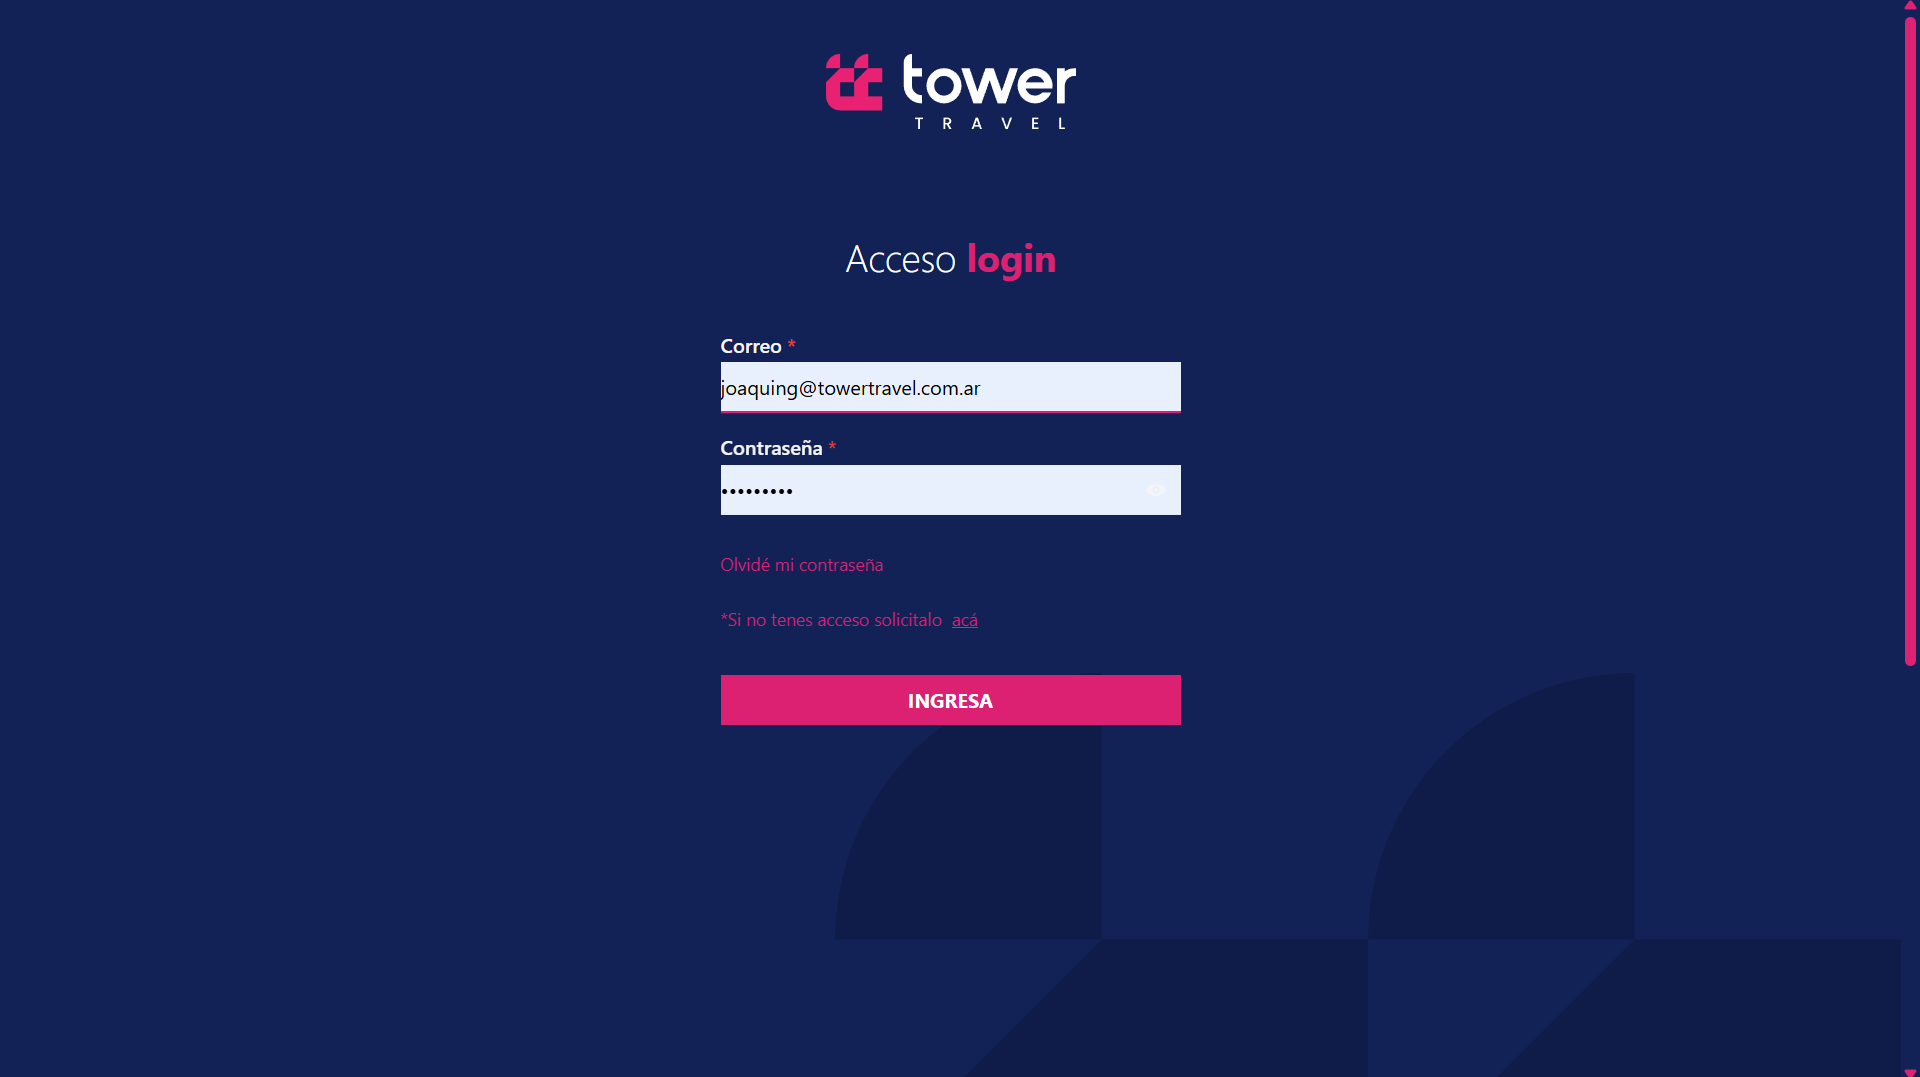 tower
TRAVEL
Acceso login
Correo *
joaquing@towertravel.com.ar
Contraseña *
•••••••••
Olvidé mi contraseña
*Si no tenes acceso solicitalo acá
INGRESA